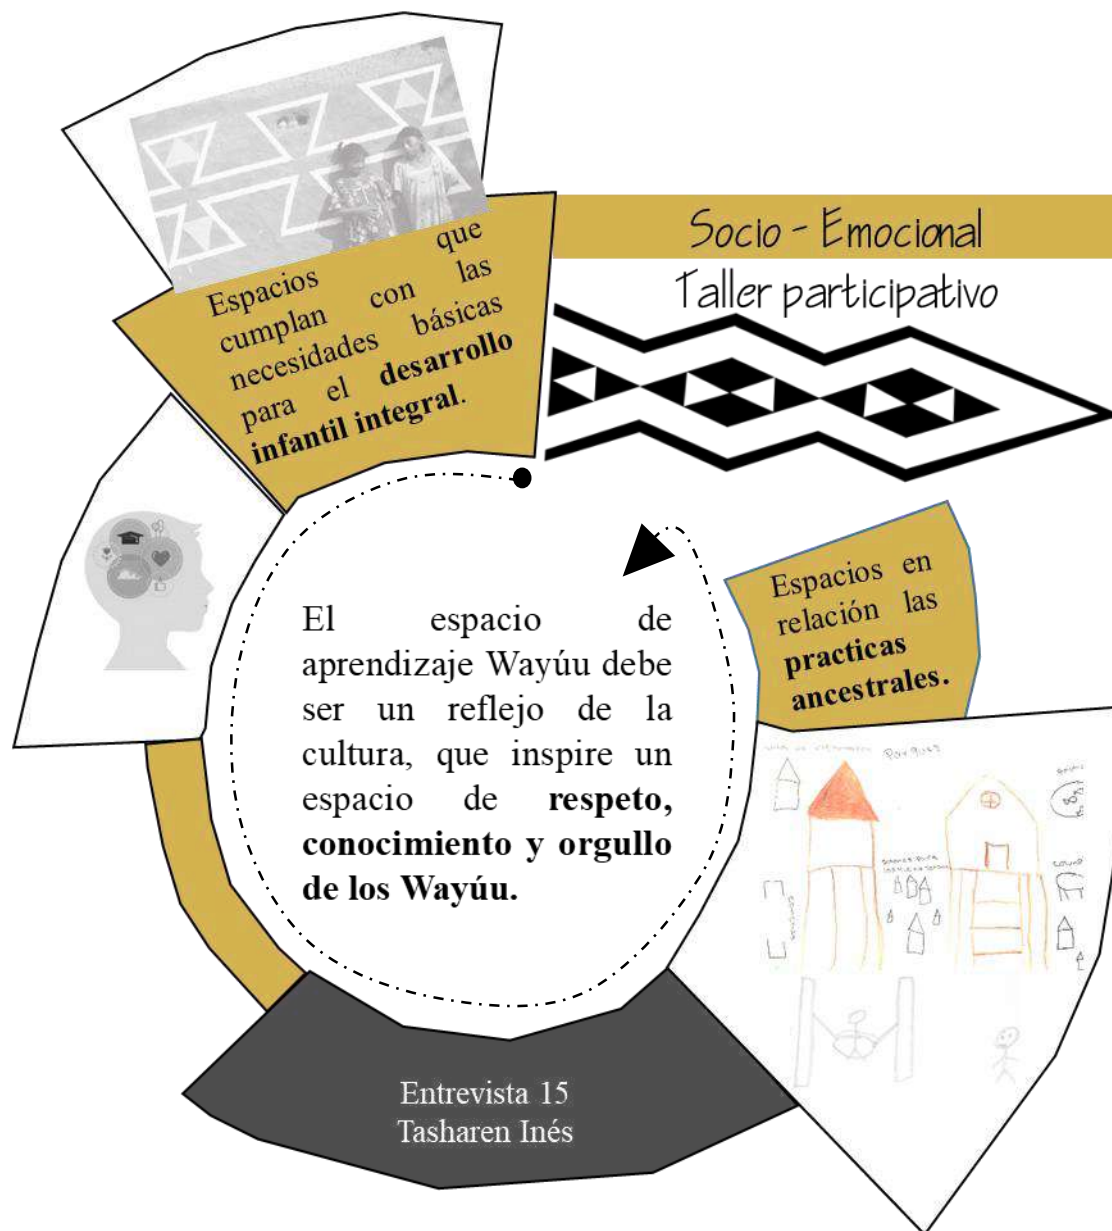 Socio - Emocional
Taller participativo
Espacios que
cumplan con las
necesidades básicas
para el desarrollo
infantil integral.
Espacios en
relación las
practicas
ancestrales.
El espacio de
aprendizaje Wayúu debe
ser un reflejo de la
cultura, que inspire un
espacio de respeto,
conocimiento y orgullo
de los Wayúu.
Parques
Entrevista 15
Tasharen Inés